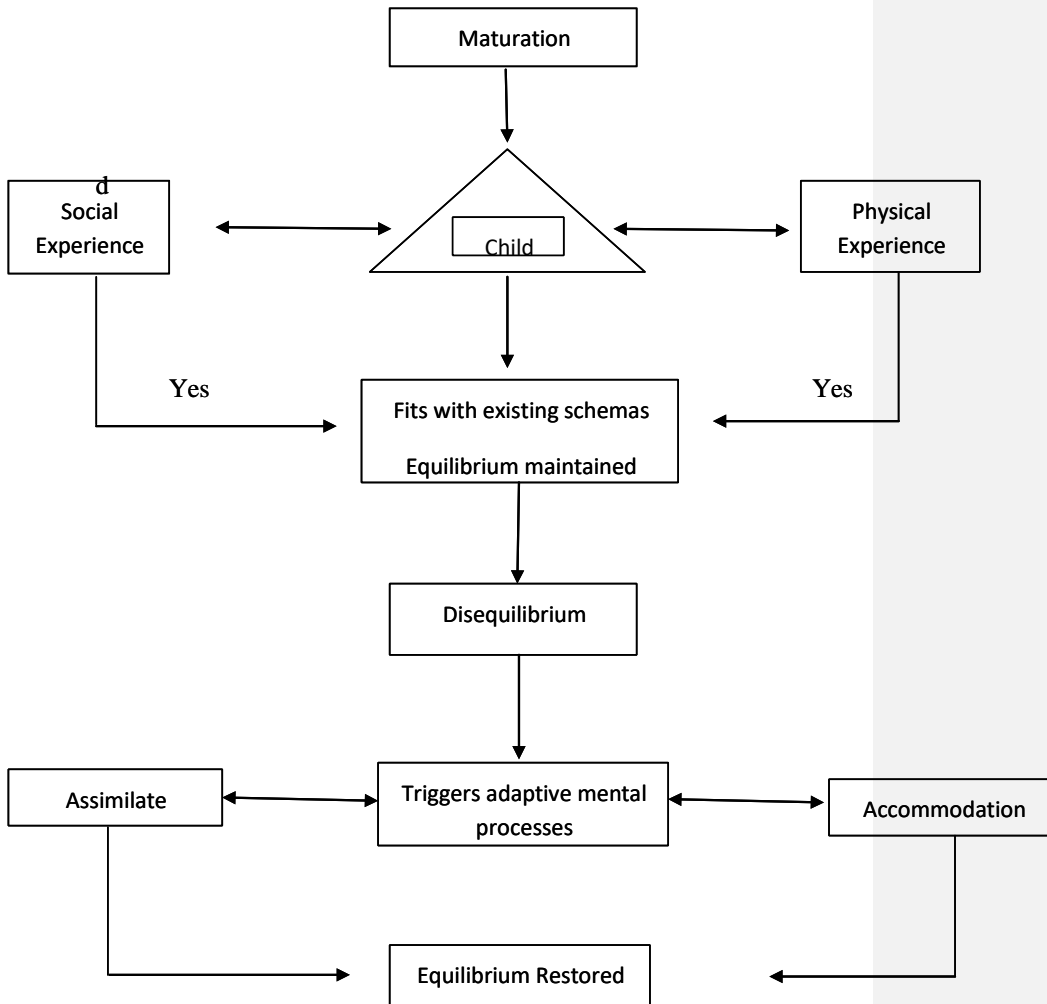 Maturation
d
Social
Experience
Child
Physical
Experience
Yes
Yes
Fits with existing schemas
Equilibrium maintained
Disequilibrium
Assimilate
Triggers adaptive mental
processes
Accommodation
Equilibrium Restored